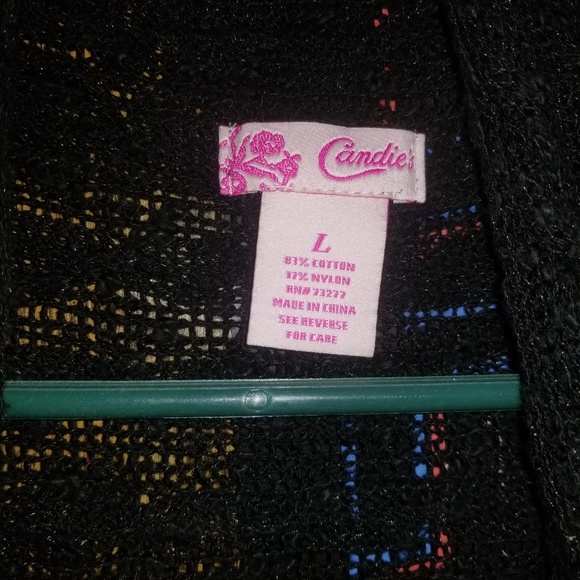 Candie's
L
83% COTTON
17% NYLON
RN# 73277
MADE IN CHINA
SEE REVERSE
FOR CARE